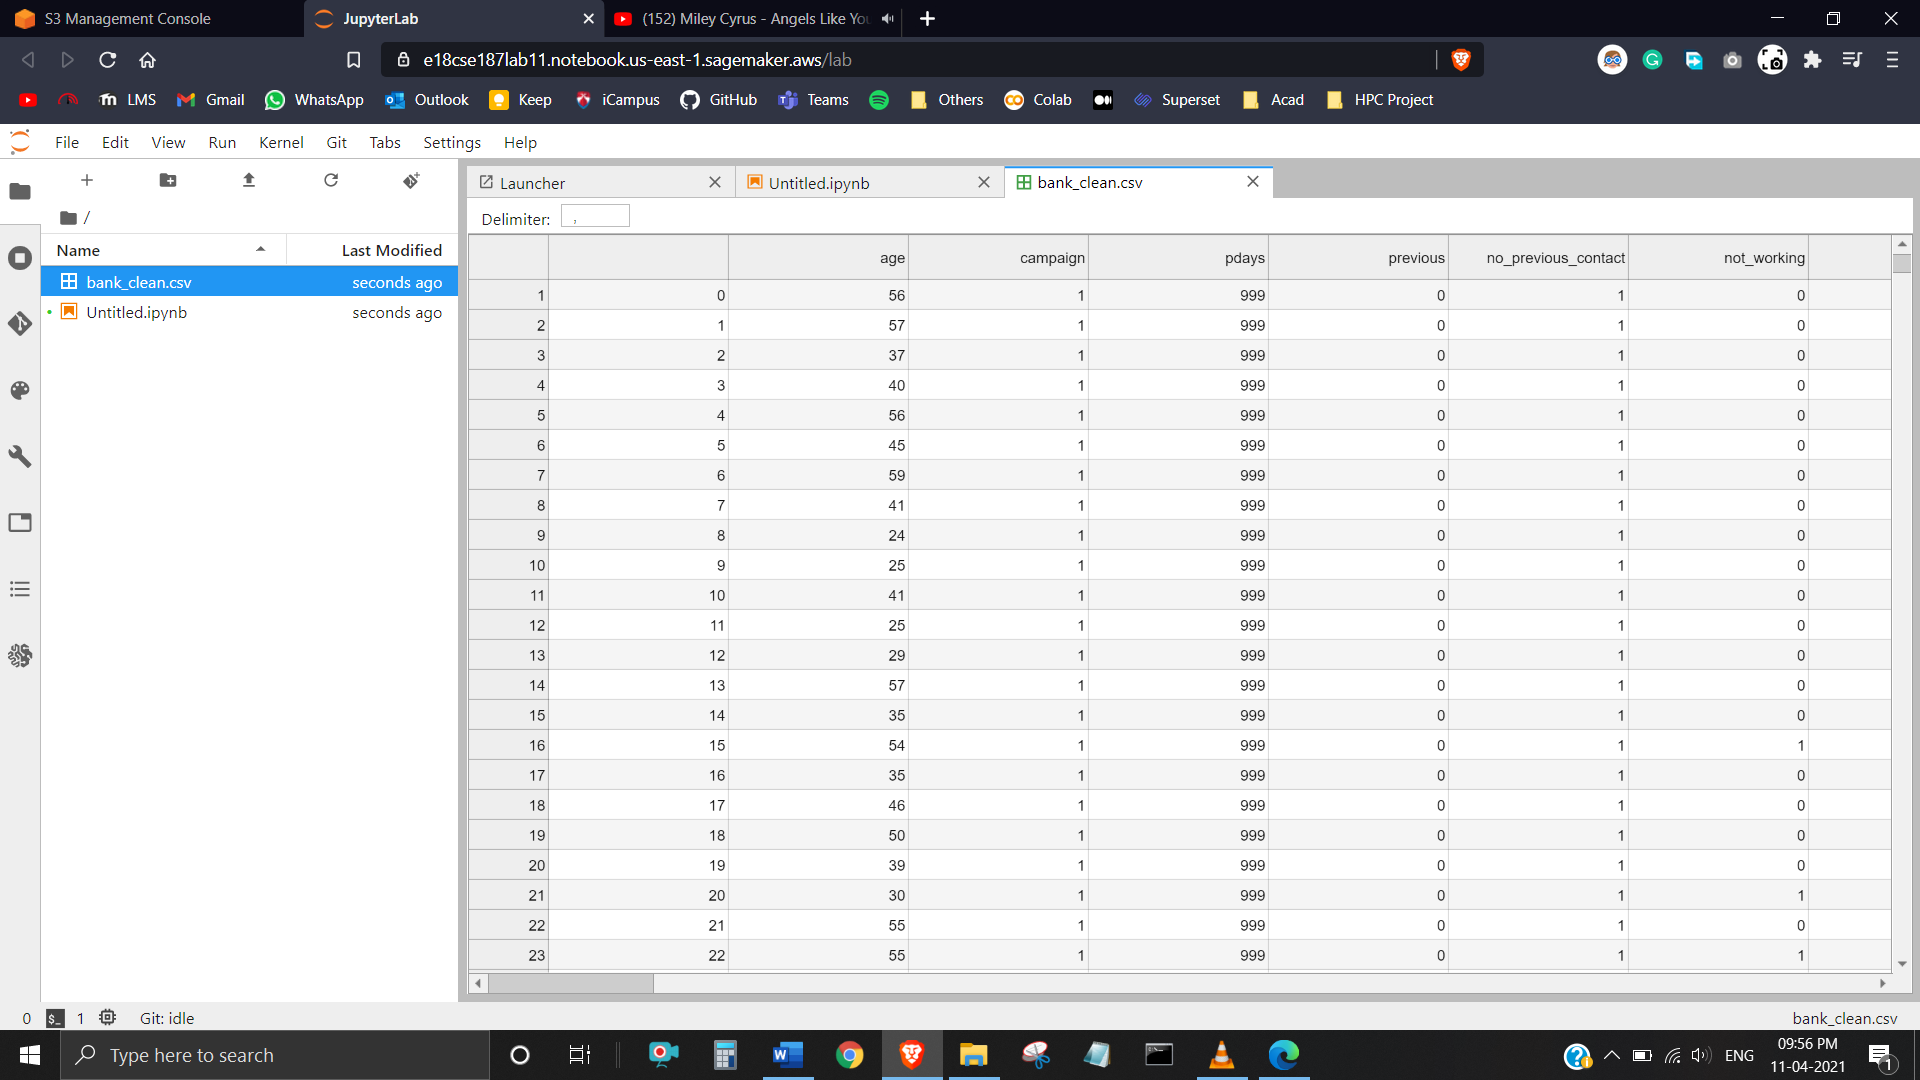 S3 Management Console
JupyterLab
(152) Miley Cyrus - Angels Like You
e18cse187lab11.notebook.us-east-1.sagemaker.aws/lab
LMS Gmail WhatsApp Outlook Keep iCampus GitHub Teams Others Colab Superset Acad HPC Project
File Edit View Run Kernel Git Tabs Settings Help
Launcher Untitled.ipynb bank_clean.csv
/
Delimiter: ,
Name Last Modified
bank_clean.csv seconds ago
Untitled.ipynb seconds ago
age campaign pdays previous no_previous_contact not_working
1 0 56 1 999 0 1 0
2 1 57 1 999 0 1 0
3 2 37 1 999 0 1 0
4 3 40 1 999 0 1 0
5 4 56 1 999 0 1 0
6 5 45 1 999 0 1 0
7 6 59 1 999 0 1 0
8 7 41 1 999 0 1 0
9 8 24 1 999 0 1 0
10 9 25 1 999 0 1 0
11 10 41 1 999 0 1 0
12 11 25 1 999 0 1 0
13 12 29 1 999 0 1 0
14 13 57 1 999 0 1 0
15 14 35 1 999 0 1 0
16 15 54 1 999 0 1 1
17 16 35 1 999 0 1 0
18 17 46 1 999 0 1 0
19 18 50 1 999 0 1 0
20 19 39 1 999 0 1 0
21 20 30 1 999 0 1 1
22 21 55 1 999 0 1 0
23 22 55 1 999 0 1 1
0 $_ 1 Git: idle bank_clean.csv
Type here to search
ENG
09:56 PM
11-04-2021
1